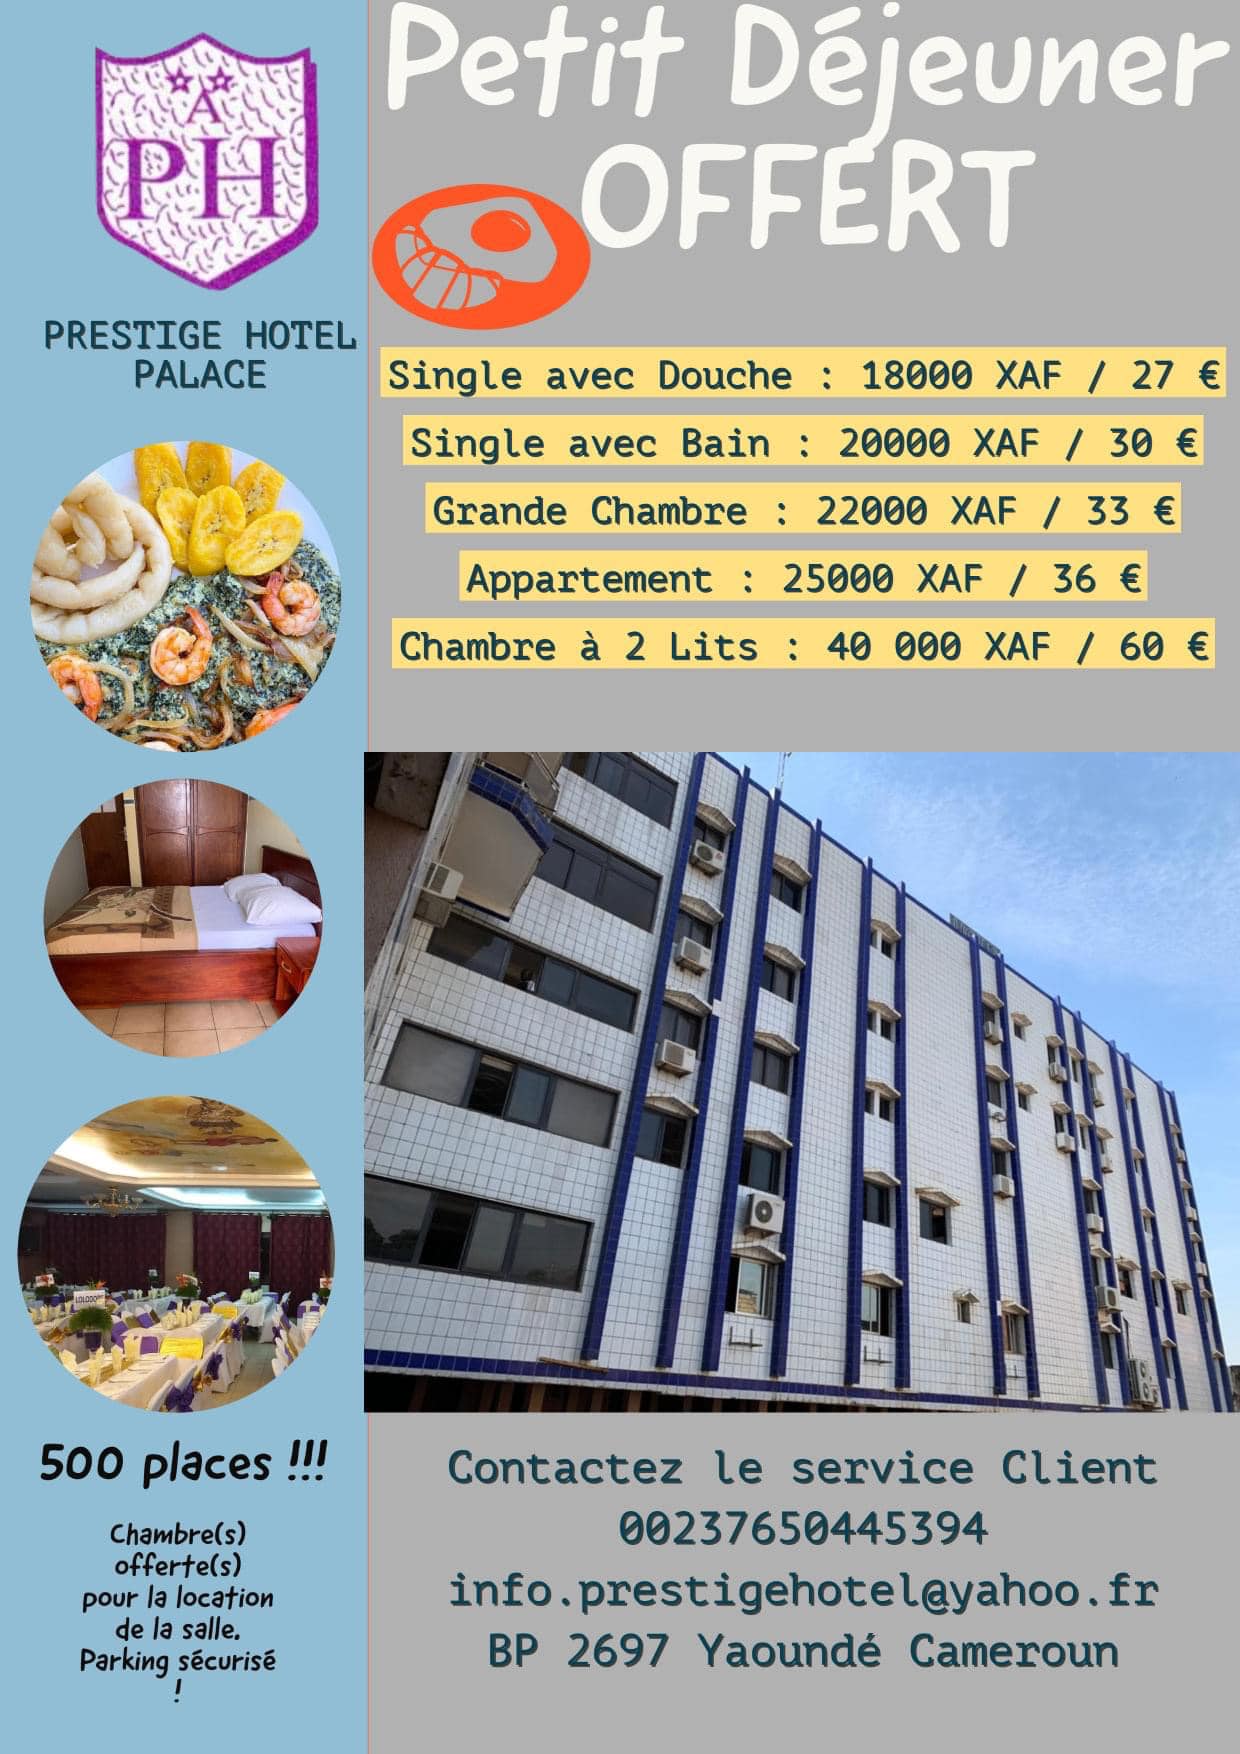 Petit Déjeuner
OFFERT
A
PH
PRESTIGE HOTEL
PALACE
Single avec Douche : 18000 XAF / 27 €
Single avec Bain : 20000 XAF / 30 €
Grande Chambre : 22000 XAF / 33 €
Appartement : 25000 XAF / 36 €
Chambre à 2 Lits : 40 000 XAF / 60 €
LOLODO
500 places !!!
Chambre(s)
offerte(s)
pour la location
de la salle.
Parking sécurisé
!
Contactez le service Client
00237650445394
info.prestigehotel@yahoo.fr
BP 2697 Yaoundé Cameroun